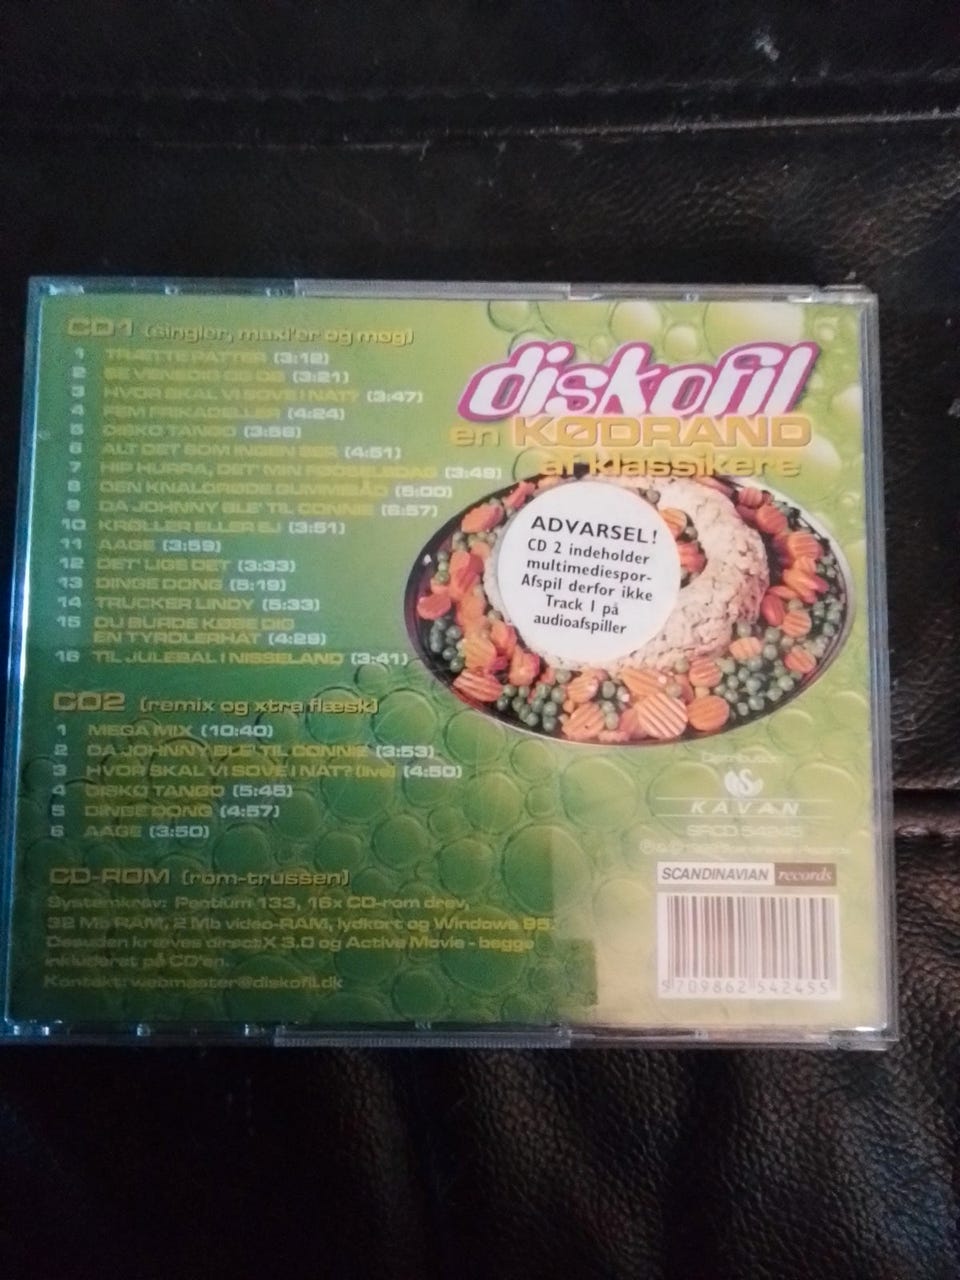 CD1 (singler, maxi'er og møg)
1 TRÆTTE PATTER (3:12)
2 SE VENEDIG OG DØ (3:21)
3 HVOR SKAL VI SOVE I NAT? (3:47)
4 FEM FRIKADELLER (4:24)
5 DISKO TANGO (3:56)
6 ALT DET SOM INGEN SER (4:51)
7 HIP HURRA, DET' MIN FØDSELSDAG (3:49)
8 DEN KNALDRØDE GUMMIBÅD (5:00)
9 DA JOHNNY BLE' TIL CONNIE (6:57)
10 KRØLLER ELLER EJ (3:51)
11 AAGE (3:59)
12 DET' LIGE DET (3:33)
13 DINGE DONG (5:19)
14 TRUCKER LINDY (5:33)
15 DU BURDE KØBE DIG
EN TYROLERHAT (4:29)
16 TIL JULEBAL I NISSELAND (3:41)
CD2 (remix og xtra flæsk)
1 MEGA MIX (10:40)
2 DA JOHNNY BLE' TIL CONNIE (3:53)
3 HVOR SKAL VI SOVE I NAT? (live) (4:50)
4 DISKO TANGO (5:45)
5 DINGE DONG (4:57)
6 AAGE (3:50)
CD-ROM (rom-trussen)
Systemkrav: Pentium 133, 16x CD-rom drev,
32 Mb RAM, 2 Mb video-RAM, lydkort og Windows 95.
Desuden kræves directX 3.0 og Active Movie - begge
inkluderet på CD'en.
Kontakt: webmaster@diskofil.dk
diskofil
en KØDRAND
af klassikere
ADVARSEL!
CD 2 indeholder
multimediespor-
Afspil derfor ikke
Track 1 på
audioafspiller
Distribution:
KAVAN
SRCD 54245
SCANDINAVIAN records
5 709862 542455